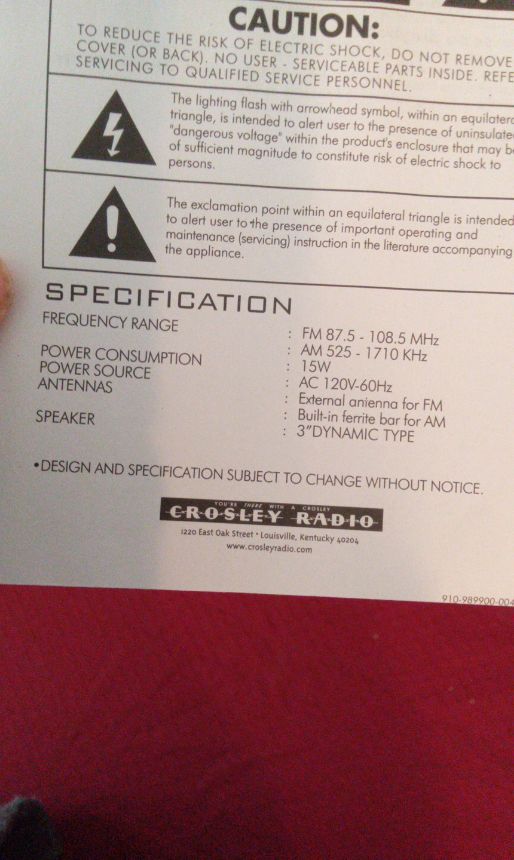 CAUTION:
TO REDUCE THE RISK OF ELECTRIC SHOCK, DO NOT REMOVE
COVER (OR BACK). NO USER - SERVICEABLE PARTS INSIDE. REFE
SERVICING TO QUALIFIED SERVICE PERSONNEL.
The lighting flash with arrowhead symbol, within an equilatera
triangle, is intended to alert user to the presence of uninsulate
"dangerous voltage" within the product's enclosure that may b
of sufficient magnitude to constitute risk of electric shock to
persons.
The exclamation point within an equilateral triangle is intended
to alert user to the presence of important operating and
maintenance (servicing) instruction in the literature accompanying
the appliance.
SPECIFICATION
FREQUENCY RANGE : FM 87.5 - 108.5 MHz
: AM 525 - 1710 KHz
POWER CONSUMPTION : 15W
POWER SOURCE : AC 120V-60Hz
ANTENNAS : External anienna for FM
: Built-in ferrite bar for AM
SPEAKER : 3"DYNAMIC TYPE
•DESIGN AND SPECIFICATION SUBJECT TO CHANGE WITHOUT NOTICE.
YOU'RE THERE WITH A CROSLEY
CROSLEY RADIO
1220 East Oak Street • Louisville, Kentucky 40204
www.crosleyradio.com
910-989900-004